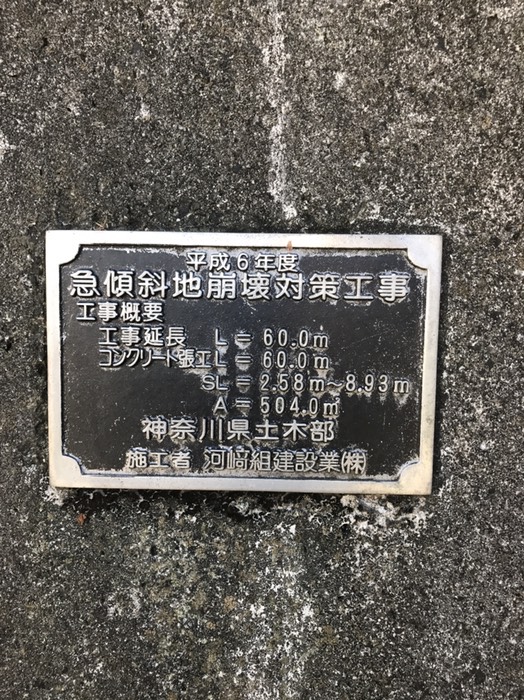 平成6年度
急傾斜地崩壊対策工事
工事概要
工事延長 L = 60.0m
コンクリート張工 L = 60.0m
SL = 2.58m~8.93m
A = 504.0㎡
神奈川県土木部
施工者 河﨑組建設業㈱